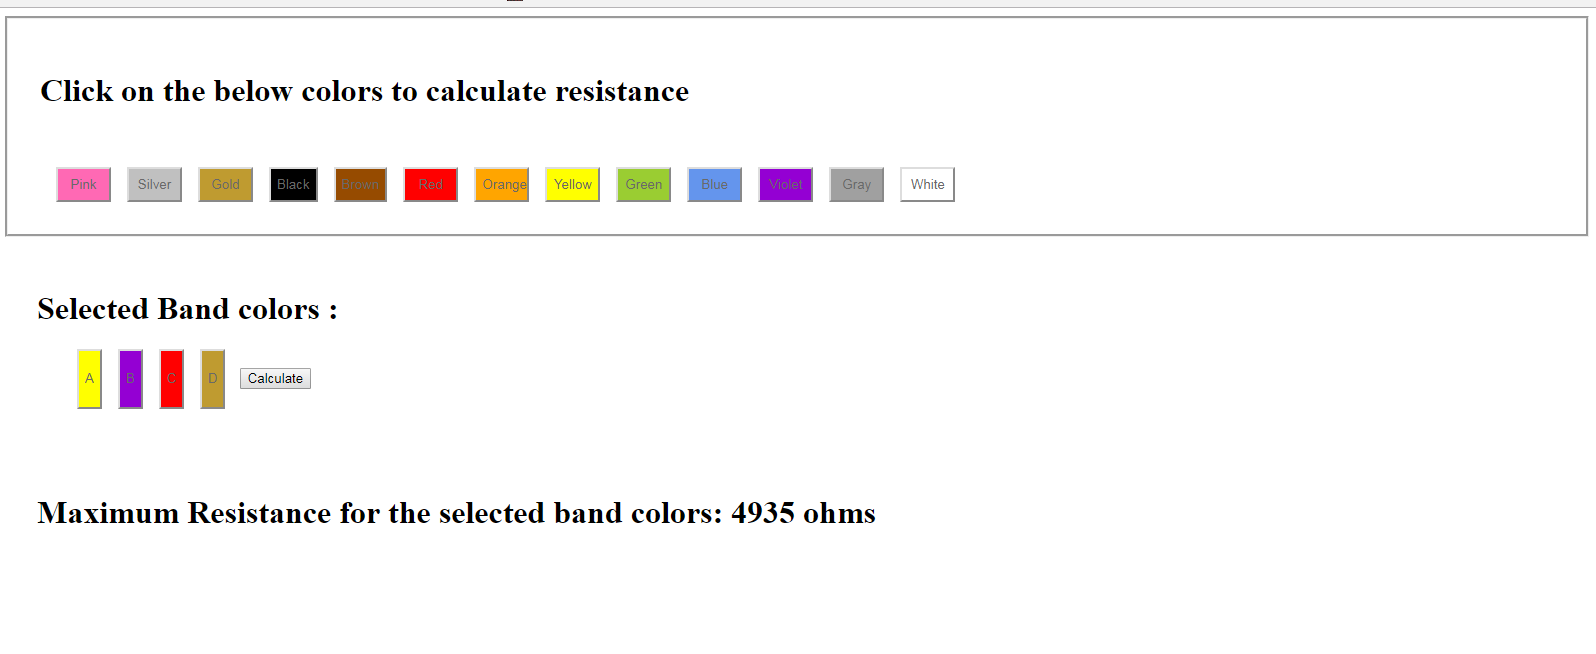 Click on the below colors to calculate resistance
Pink Silver Gold Black Brown Red Orange Yellow Green Blue Violet Gray White
Selected Band colors :
A B C D Calculate
Maximum Resistance for the selected band colors: 4935 ohms